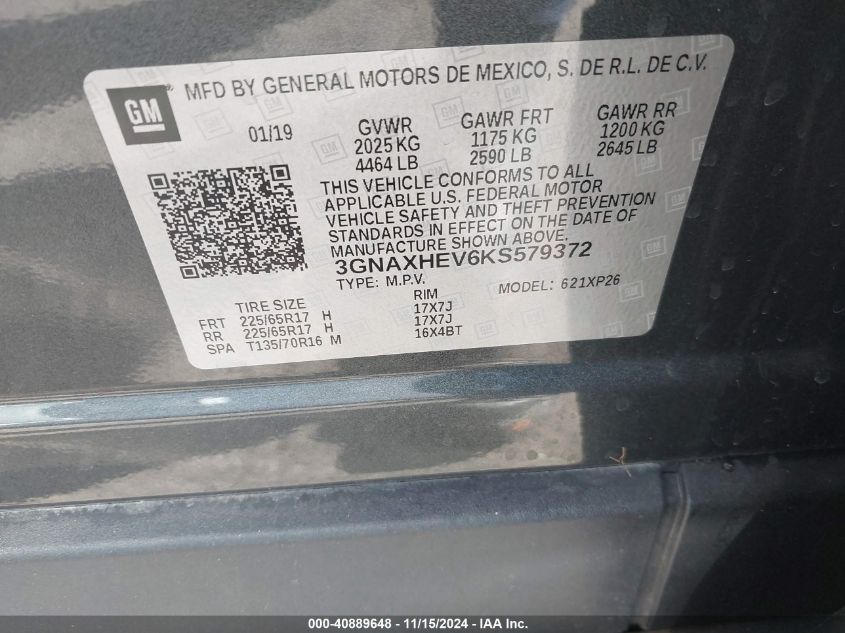 GM
®
MFD BY GENERAL MOTORS DE MEXICO, S. DE R.L. DE C.V.
01/19
GVWR
2025 KG
4464 LB
GAWR FRT
1175 KG
2590 LB
GAWR RR
1200 KG
2645 LB
THIS VEHICLE CONFORMS TO ALL
APPLICABLE U.S. FEDERAL MOTOR
VEHICLE SAFETY AND THEFT PREVENTION
STANDARDS IN EFFECT ON THE DATE OF
MANUFACTURE SHOWN ABOVE.
3GNAXHEV6KS579372
TYPE: M.P.V. MODEL: 621XP26
TIRE SIZE RIM
FRT 225/65R17 H 17X7J
RR 225/65R17 H 17X7J
SPA T135/70R16 M 16X4BT
000-40889648 - 11/15/2024 - IAA Inc.